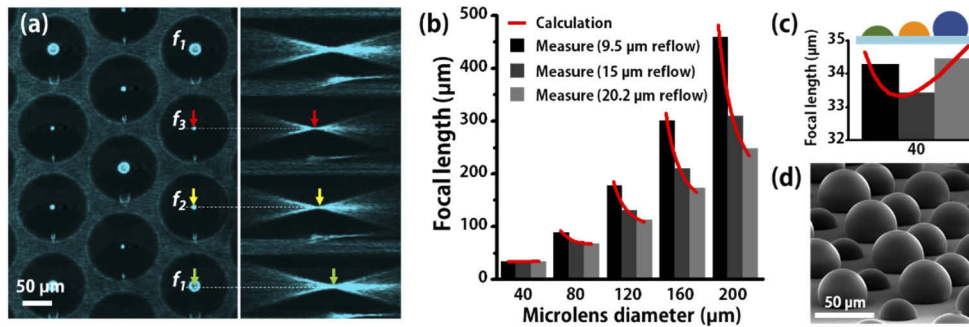 (a)
f1
f3
f2
f1
50 µm
(b)
Focal length (µm)
500
400
300
200
100
0
Calculation
Measure (9.5 µm reflow)
Measure (15 µm reflow)
Measure (20.2 µm reflow)
40 80 120 160 200
Microlens diameter (µm)
(c)
Focal length (µm)
35
34
33
32
40
(d)
50 µm